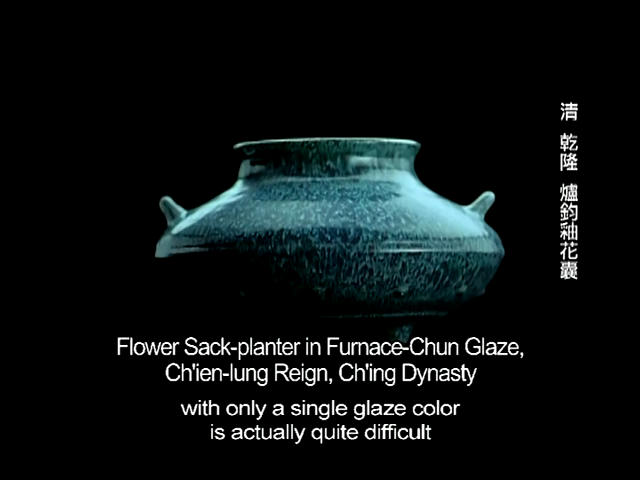 清 乾隆 爐鈞釉花囊
Flower Sack-planter in Furnace-Chun Glaze,
Ch'ien-lung Reign, Ch'ing Dynasty
with only a single glaze color
is actually quite difficult